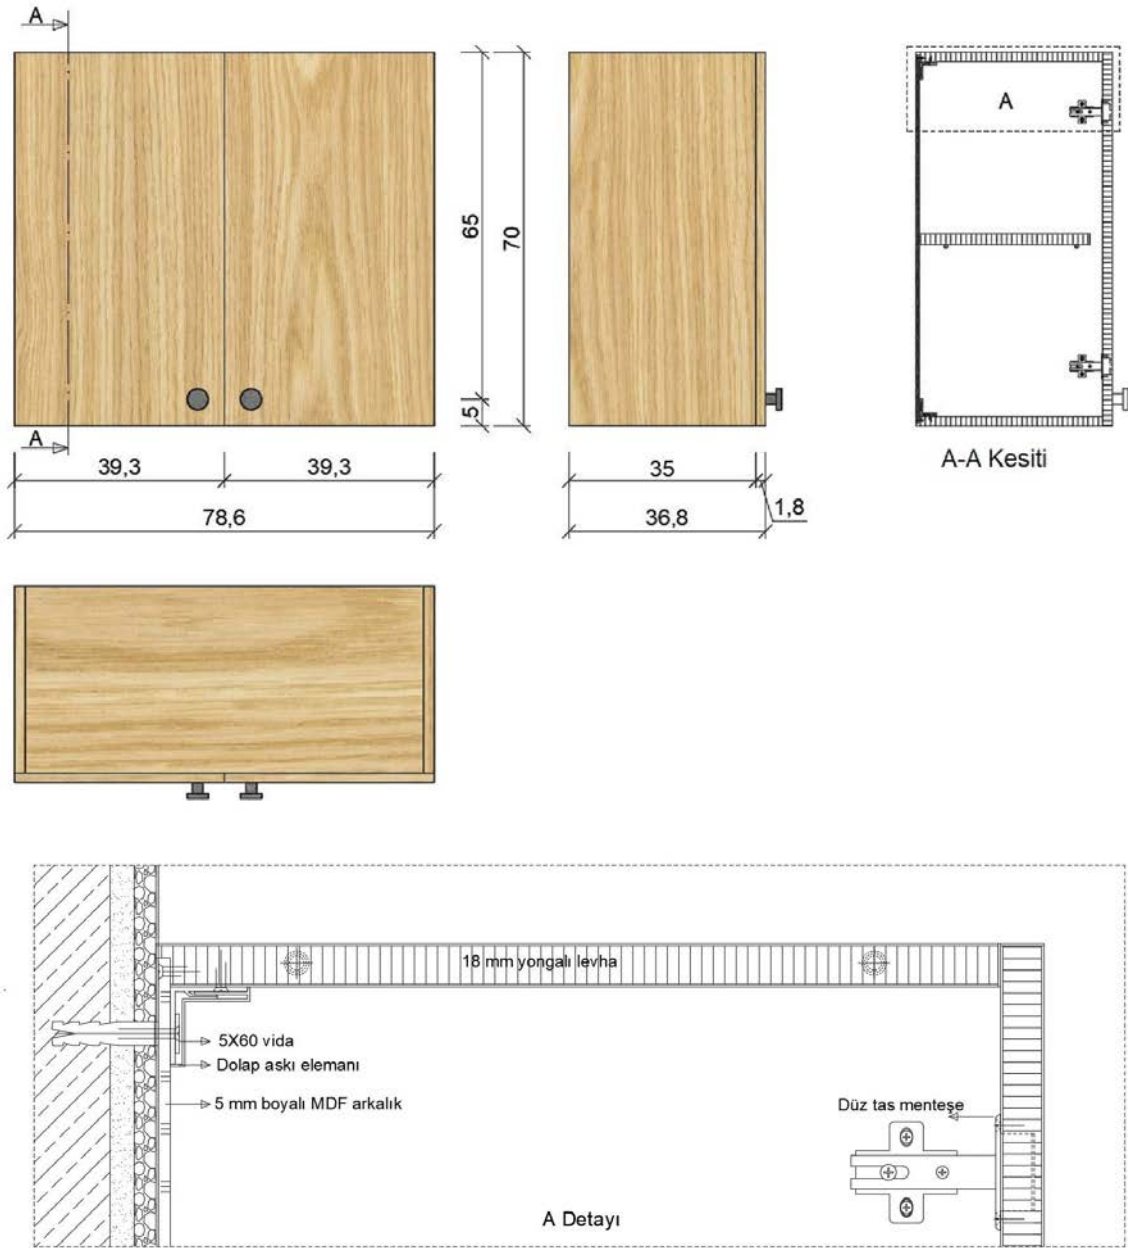 A
A
65
70
5
A
39,3
39,3
78,6
35
36,8
1,8
A-A Kesiti
18 mm yongalı levha
5X60 vida
Dolap askı elemanı
5 mm boyalı MDF arkalık
Düz tas menteşe
A Detayı